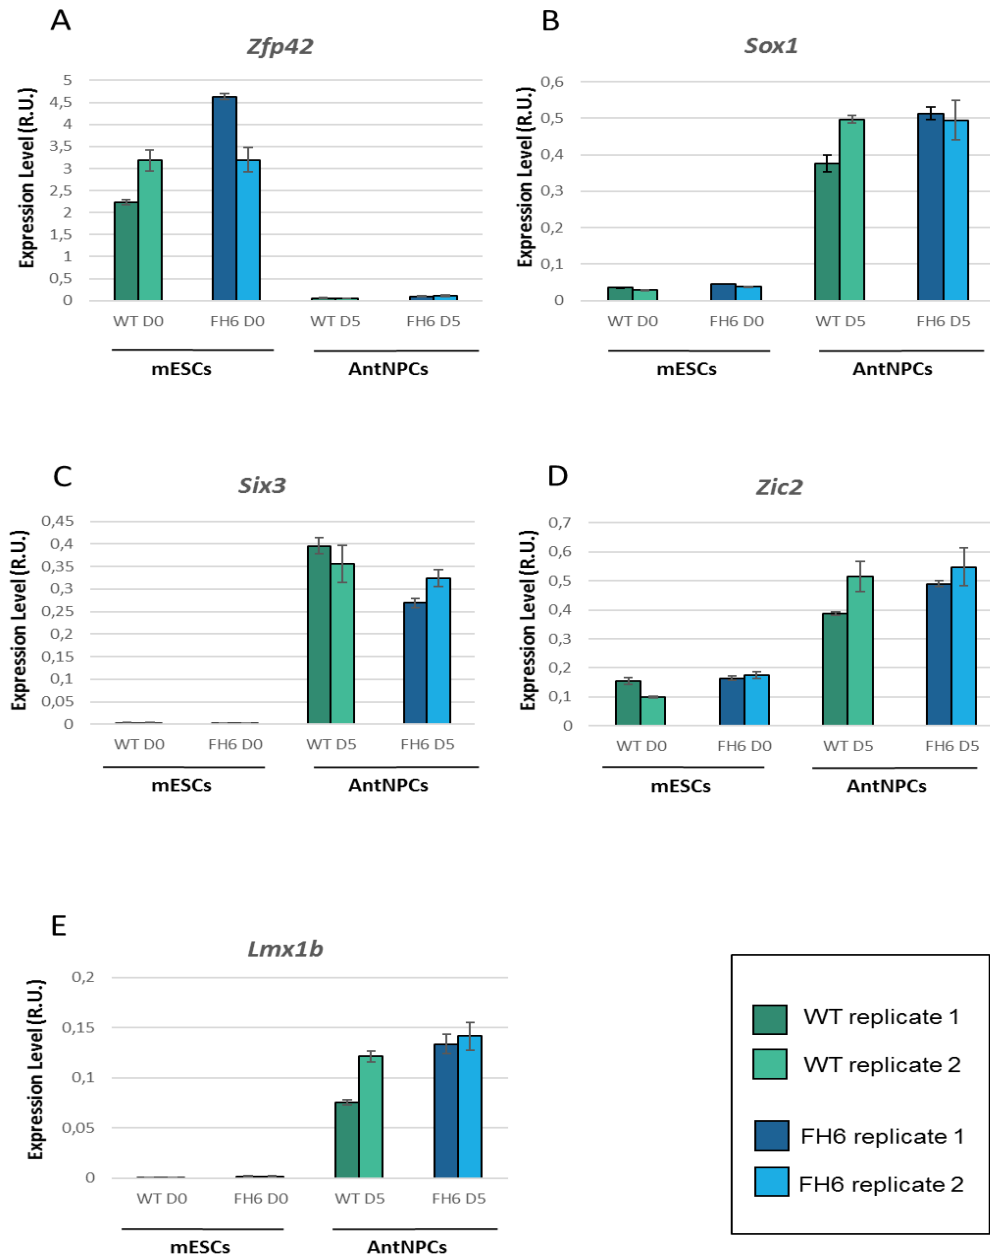 A
Zfp42
Expression Level (R.U.)
5
4,5
4
3,5
3
2,5
2
1,5
1
0,5
0
WT D0
FH6 D0
WT D5
FH6 D5
mESCs
AntNPCs
B
Sox1
Expression Level (R.U.)
0,6
0,5
0,4
0,3
0,2
0,1
0
WT D0
FH6 D0
WT D5
FH6 D5
mESCs
AntNPCs
C
Six3
Expression Level (R.U.)
0,45
0,4
0,35
0,3
0,25
0,2
0,15
0,1
0,05
0
WT D0
FH6 D0
WT D5
FH6 D5
mESCs
AntNPCs
D
Zic2
Expression Level (R.U.)
0,7
0,6
0,5
0,4
0,3
0,2
0,1
0
WT D0
FH6 D0
WT D5
FH6 D5
mESCs
AntNPCs
E
Lmx1b
Expression Level (R.U.)
0,2
0,15
0,1
0,05
0
WT D0
FH6 D0
WT D5
FH6 D5
mESCs
AntNPCs
WT replicate 1
WT replicate 2
FH6 replicate 1
FH6 replicate 2